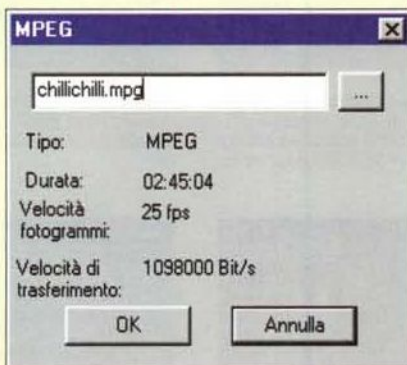 MPEG
chillichilli.mpg
...
Tipo: MPEG
Durata: 02:45:04
Velocità fotogrammi: 25 fps
Velocità di trasferimento: 1098000 Bit/s
OK Annulla